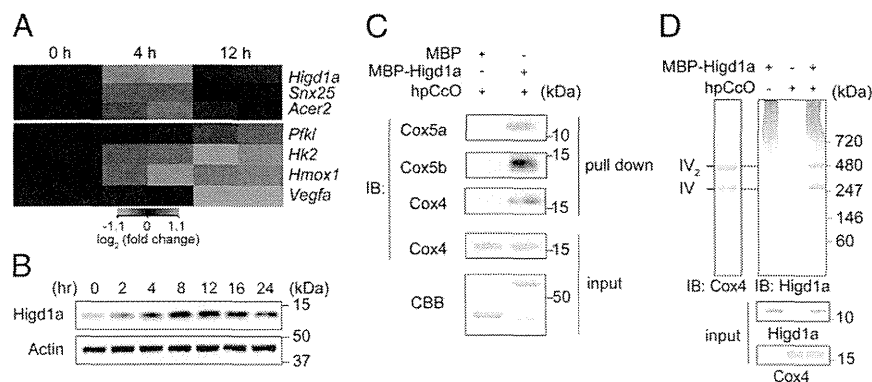 A
0 h 4 h 12 h
Higd1a
Snx25
Acer2
Pfkl
Hk2
Hmox1
Vegfa
-1.1 0 1.1
log2 (fold change)
B
(hr) 0 2 4 8 12 16 24 (kDa)
Higd1a
15
Actin
50
37
C
MBP + -
MBP-Higd1a - +
hpCcO + + (kDa)
IB:
Cox5a
10
Cox5b
15
Cox4
15
pull down
Cox4
15
CBB
50
input
D
MBP-Higd1a + - +
hpCcO - + + (kDa)
720
IV2
480
IV
247
146
60
IB: Cox4 IB: Higd1a
input
10
Higd1a
15
Cox4